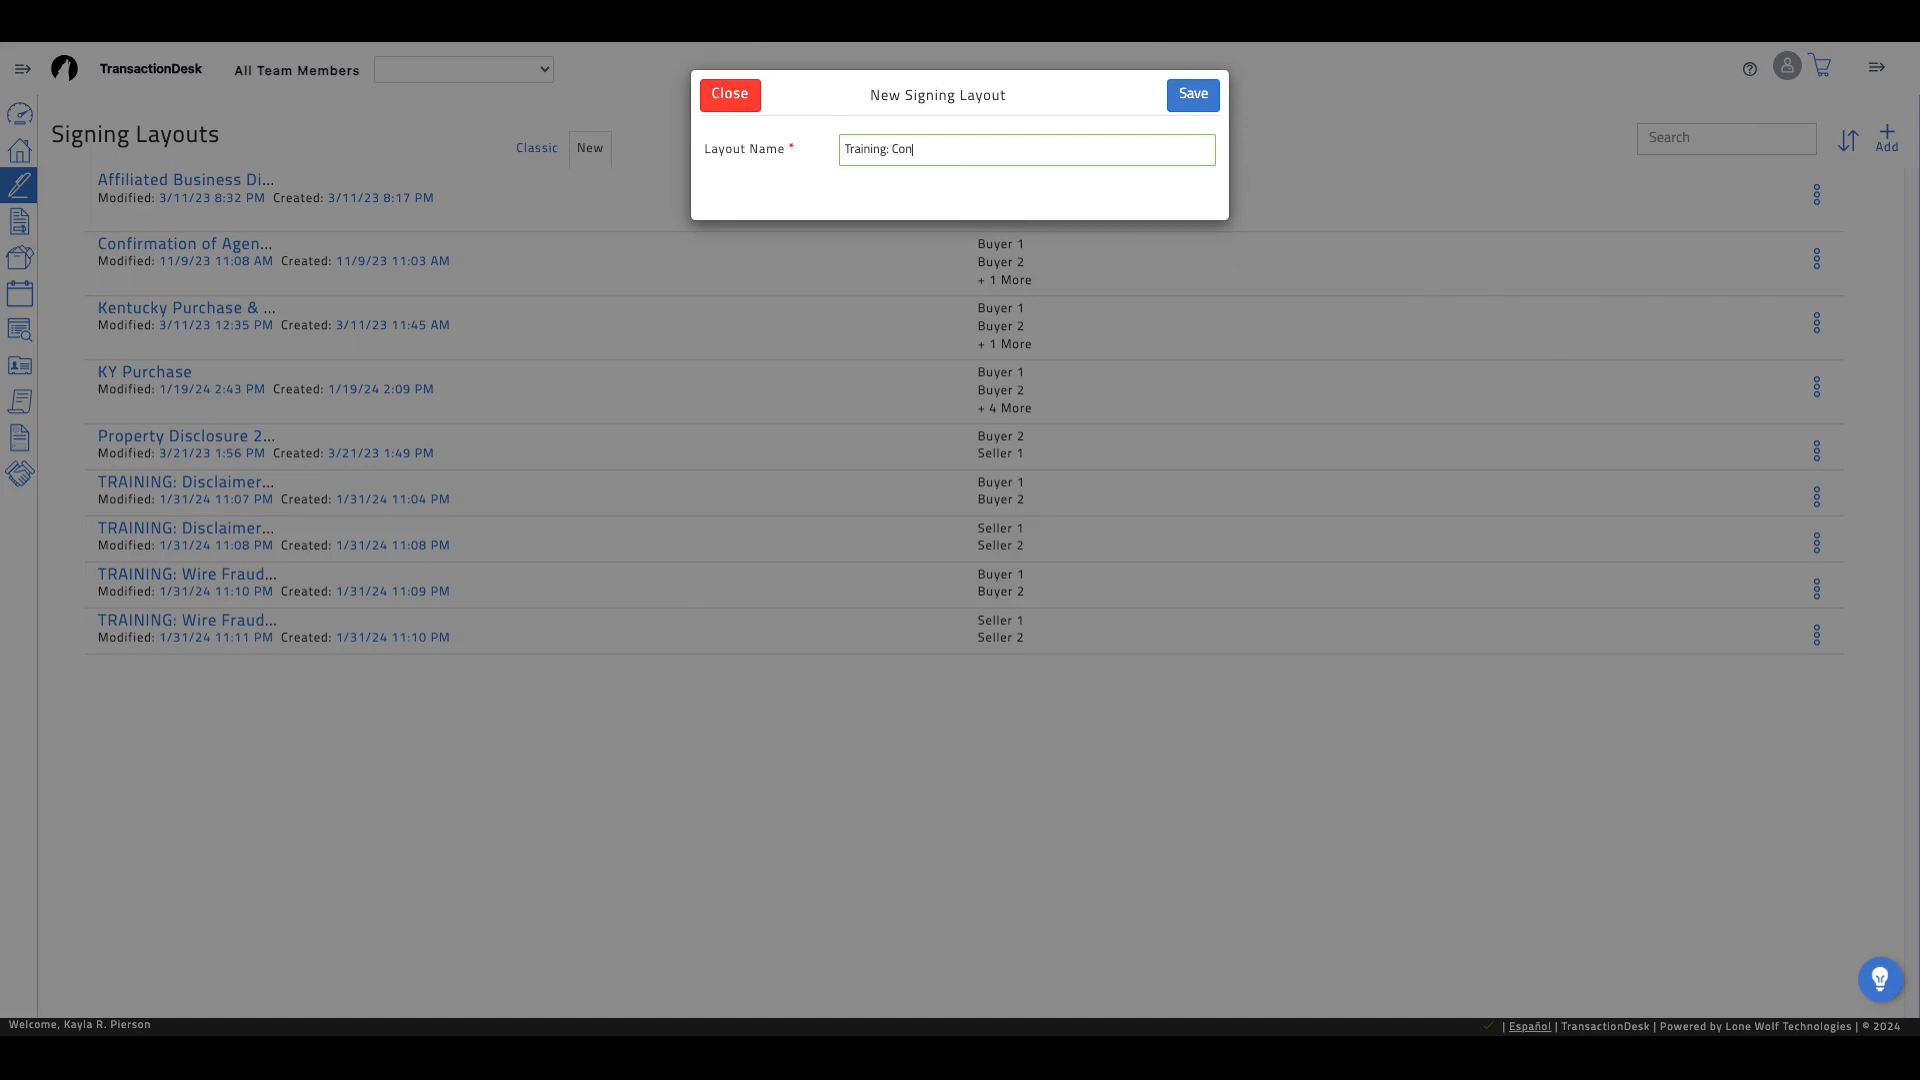 TransactionDesk
All Team Members
Close
New Signing Layout
Save
Layout Name *
Training: Con
Signing Layouts
Classic
New
Search
Add
Affiliated Business Di...
Modified: 3/11/23 8:32 PM Created: 3/11/23 8:17 PM
Confirmation of Agen...
Modified: 11/9/23 11:08 AM Created: 11/9/23 11:03 AM
Buyer 1
Buyer 2
+ 1 More
Kentucky Purchase & ...
Modified: 3/11/23 12:35 PM Created: 3/11/23 11:45 AM
Buyer 1
Buyer 2
+ 1 More
KY Purchase
Modified: 1/19/24 2:43 PM Created: 1/19/24 2:09 PM
Buyer 1
Buyer 2
+ 4 More
Property Disclosure 2...
Modified: 3/21/23 1:56 PM Created: 3/21/23 1:49 PM
Buyer 2
Seller 1
TRAINING: Disclaimer...
Modified: 1/31/24 11:07 PM Created: 1/31/24 11:04 PM
Buyer 1
Buyer 2
TRAINING: Disclaimer...
Modified: 1/31/24 11:08 PM Created: 1/31/24 11:08 PM
Seller 1
Seller 2
TRAINING: Wire Fraud...
Modified: 1/31/24 11:10 PM Created: 1/31/24 11:09 PM
Buyer 1
Buyer 2
TRAINING: Wire Fraud...
Modified: 1/31/24 11:11 PM Created: 1/31/24 11:10 PM
Seller 1
Seller 2
Welcome, Kayla R. Pierson
| Español | TransactionDesk | Powered by Lone Wolf Technologies | © 2024